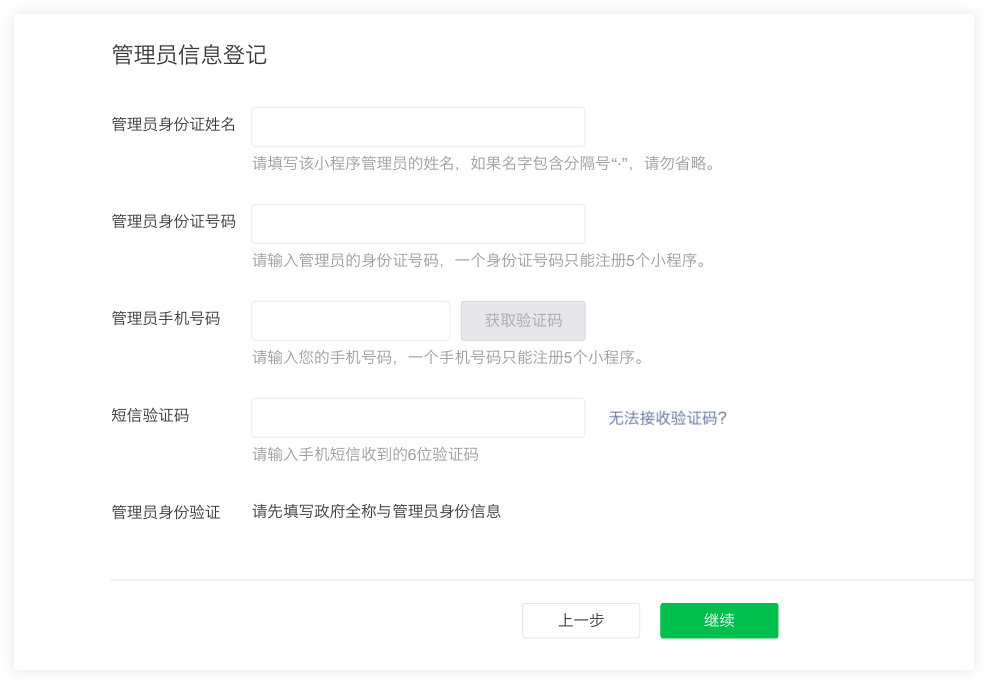 管理员信息登记
管理员身份证姓名
请填写该小程序管理员的姓名，如果名字包含分隔号“·”，请勿省略。
管理员身份证号码
请输入管理员的身份证号码，一个身份证号码只能注册5个小程序。
管理员手机号码 获取验证码
请输入您的手机号码，一个手机号码只能注册5个小程序。
短信验证码 无法接收验证码?
请输入手机短信收到的6位验证码
管理员身份验证 请先填写政府全称与管理员身份信息
上一步 继续